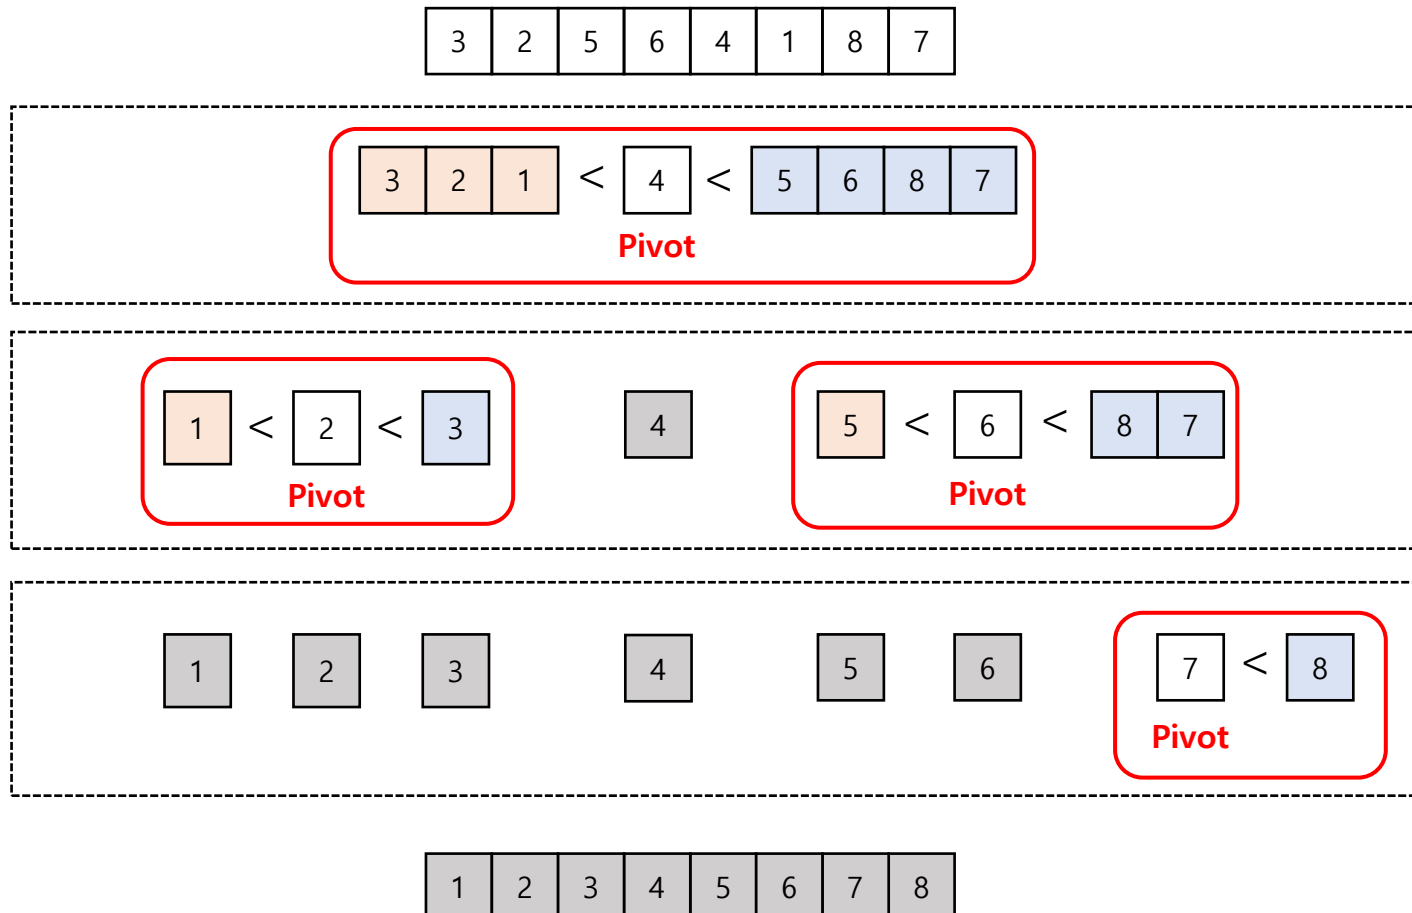 3 2 5 6 4 1 8 7
3 2 1 < 4 < 5 6 8 7
Pivot
1 < 2 < 3 4 5 < 6 < 8 7
Pivot Pivot
1 2 3 4 5 6 7 < 8
Pivot
1 2 3 4 5 6 7 8